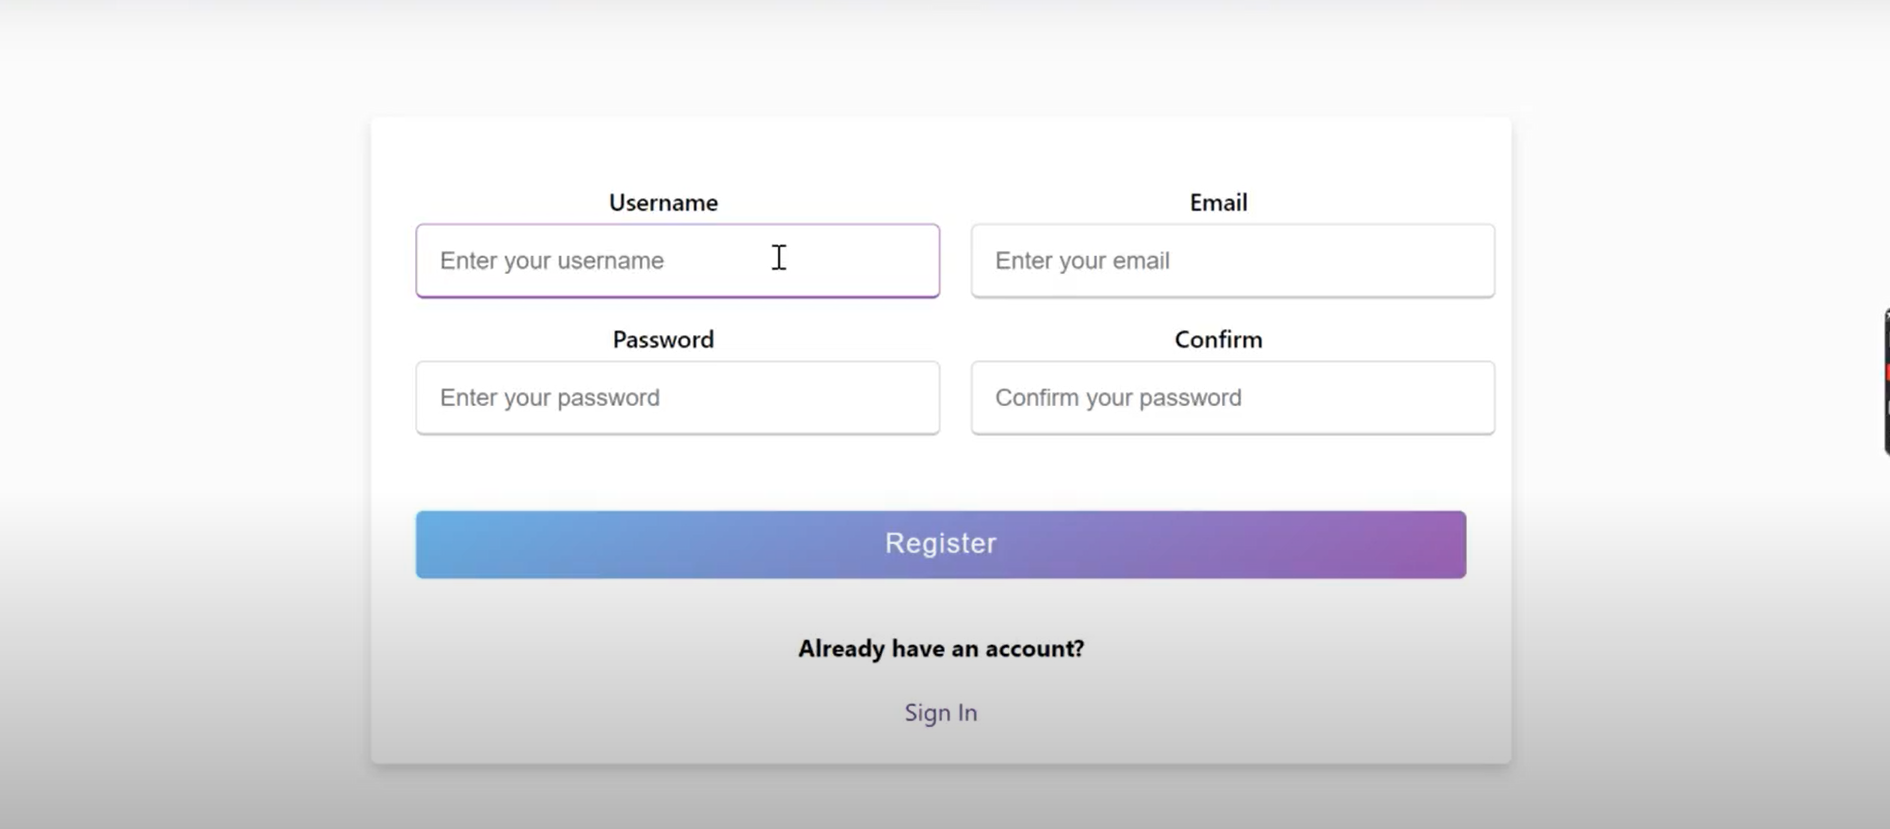 Username
Email
Enter your username
Enter your email
Password
Confirm
Enter your password
Confirm your password
Register
Already have an account?
Sign In